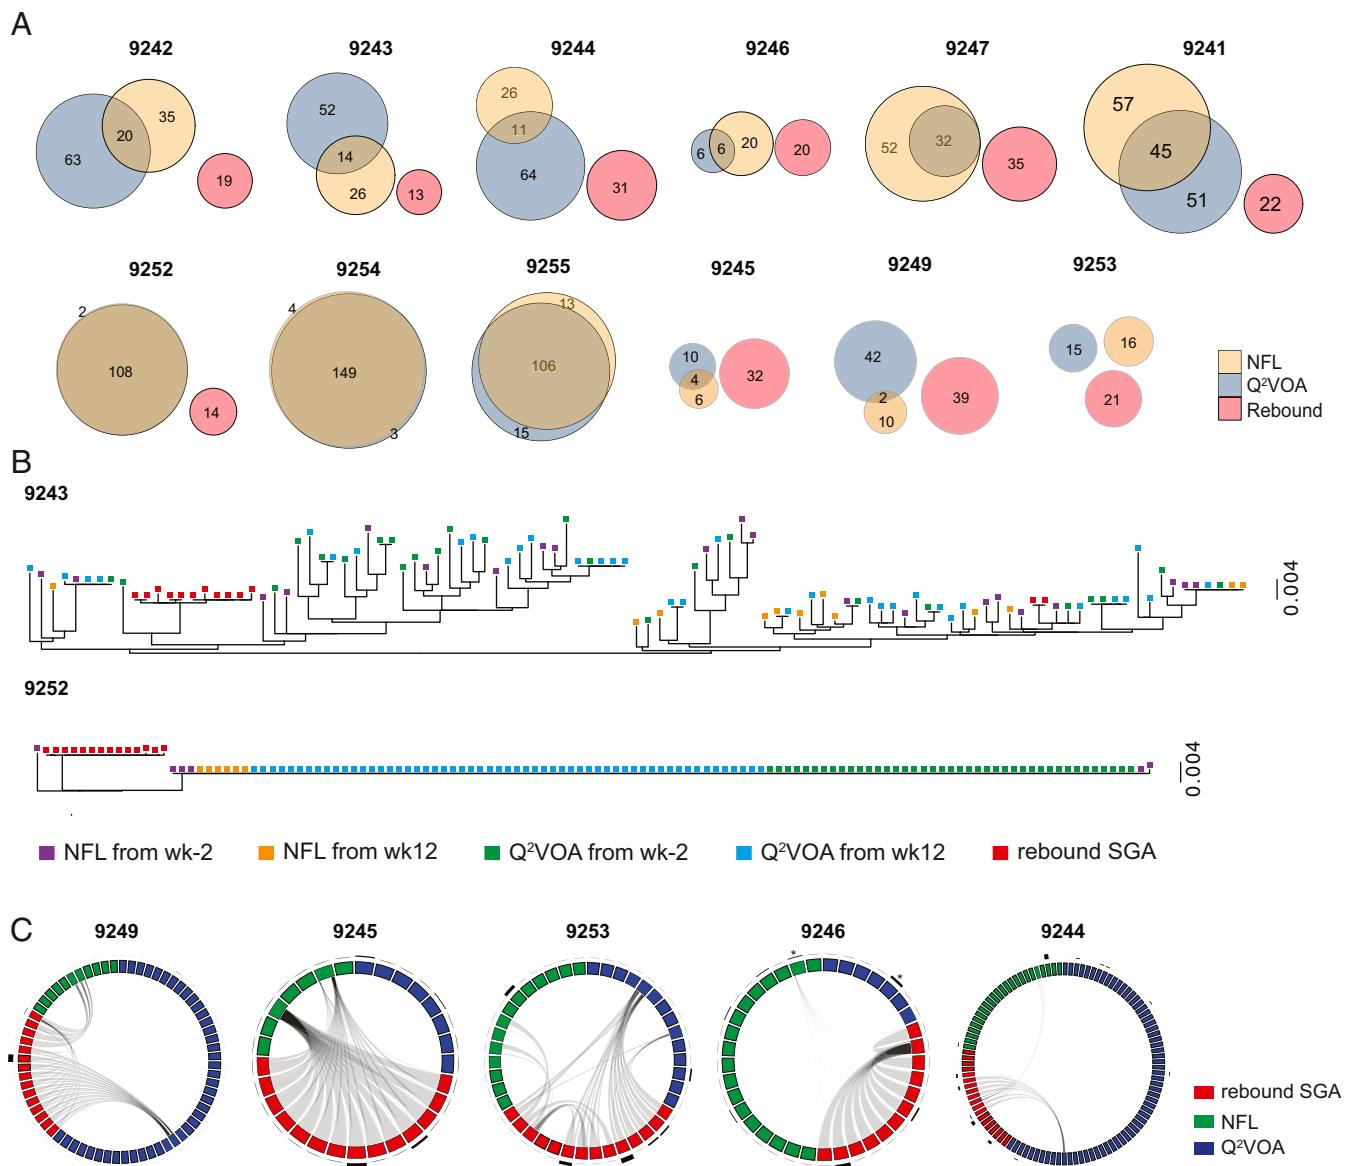 A
9242 9243 9244 9246 9247 9241
63 20 35 19
52 14 26 13
26 11 64 31
6 6 20 20
52 32 35
57 45 51 22
9252 9254 9255 9245 9249 9253
2 108 14
4 149 3
13 106 15
10 4 6 32
42 2 10 39
15 16 21
NFL
Q²VOA
Rebound
B
9243
0.004
9252
0.004
NFL from wk-2 NFL from wk12 Q²VOA from wk-2 Q²VOA from wk12 rebound SGA
C
9249 9245 9253 9246 9244
* *
rebound SGA
NFL
Q²VOA